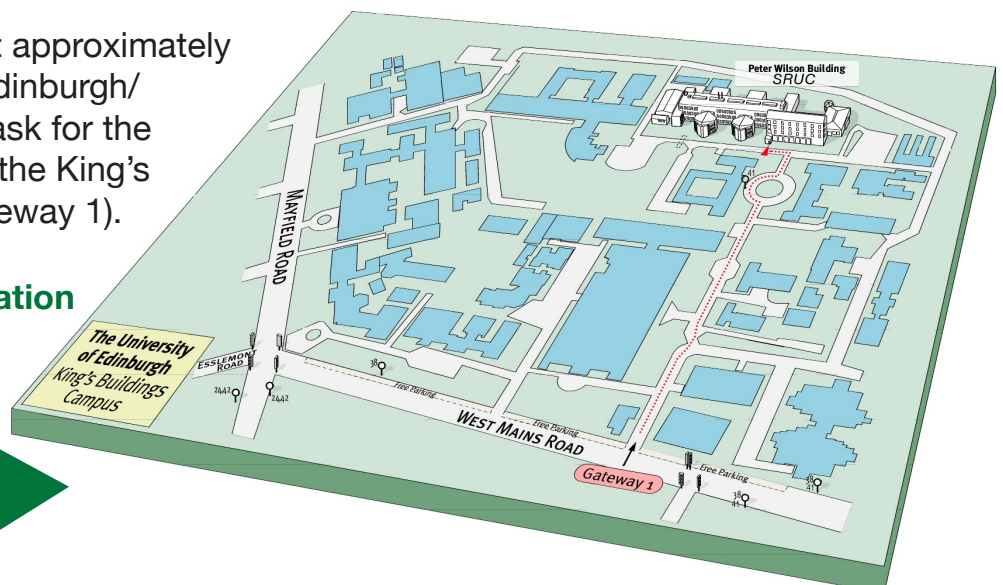 t approximately
dinburgh/
ask for the
the King's
eway 1).
ation
Peter Wilson Building
SRUC
41
MAYFIELD ROAD
The University
of Edinburgh
King's Buildings
Campus
ESSLEMONT
ROAD
24,42
24,42
38
Free Parking
WEST MAINS ROAD
Free Parking
Gateway 1
Free Parking
38
41
38
41